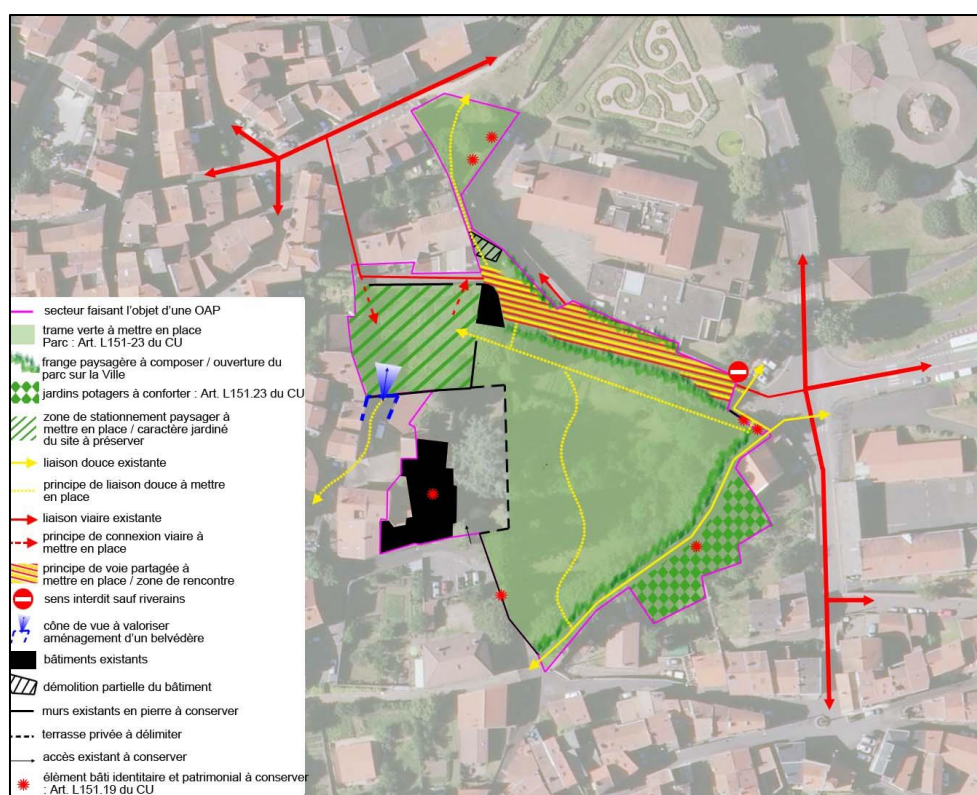 secteur faisant l'objet d'une OAP
trame verte à mettre en place
Parc : Art. L151-23 du CU
frange paysagère à composer / ouverture du
parc sur la Ville
jardins potagers à conforter : Art. L151.23 du CU
zone de stationnement paysager à
mettre en place / caractère jardiné
du site à préserver
liaison douce existante
principe de liaison douce à mettre
en place
liaison viaire existante
principe de connexion viaire à
mettre en place
principe de voie partagée à
mettre en place / zone de rencontre
sens interdit sauf riverains
cône de vue à valoriser
aménagement d'un belvédère
bâtiments existants
démolition partielle du bâtiment
murs existants en pierre à conserver
terrasse privée à délimiter
accès existant à conserver
élèment bâti identitaire et patrimonial à conserver
: Art. L151.19 du CU